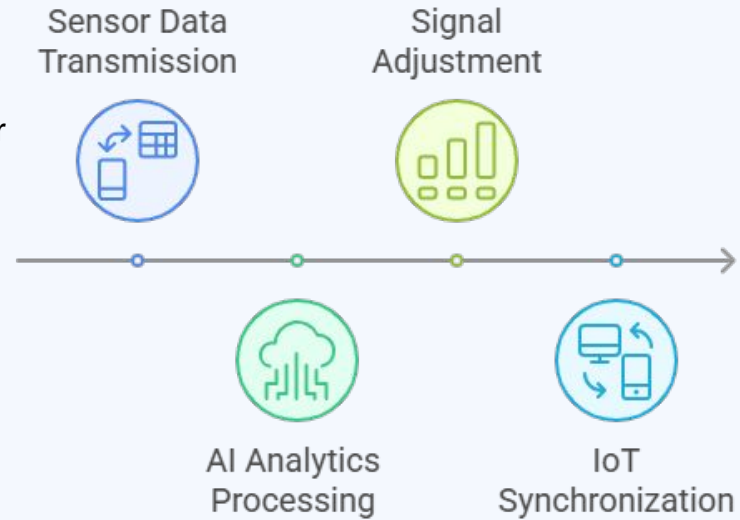 Sensor Data
Transmission
Signal
Adjustment
r
AI Analytics
Processing
IoT
Synchronization